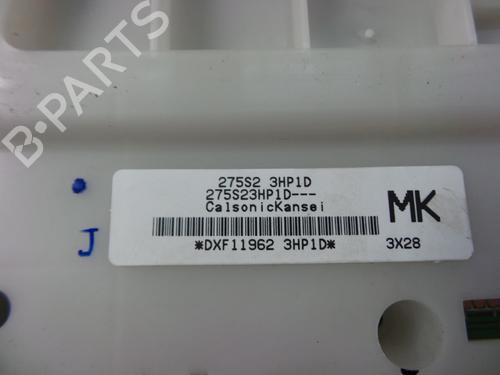 B-PARTS
275S2 3HP1D
275S23HP1D---
CalsonicKansei
MK
*DXF11962 3HP1D*
3X28
J